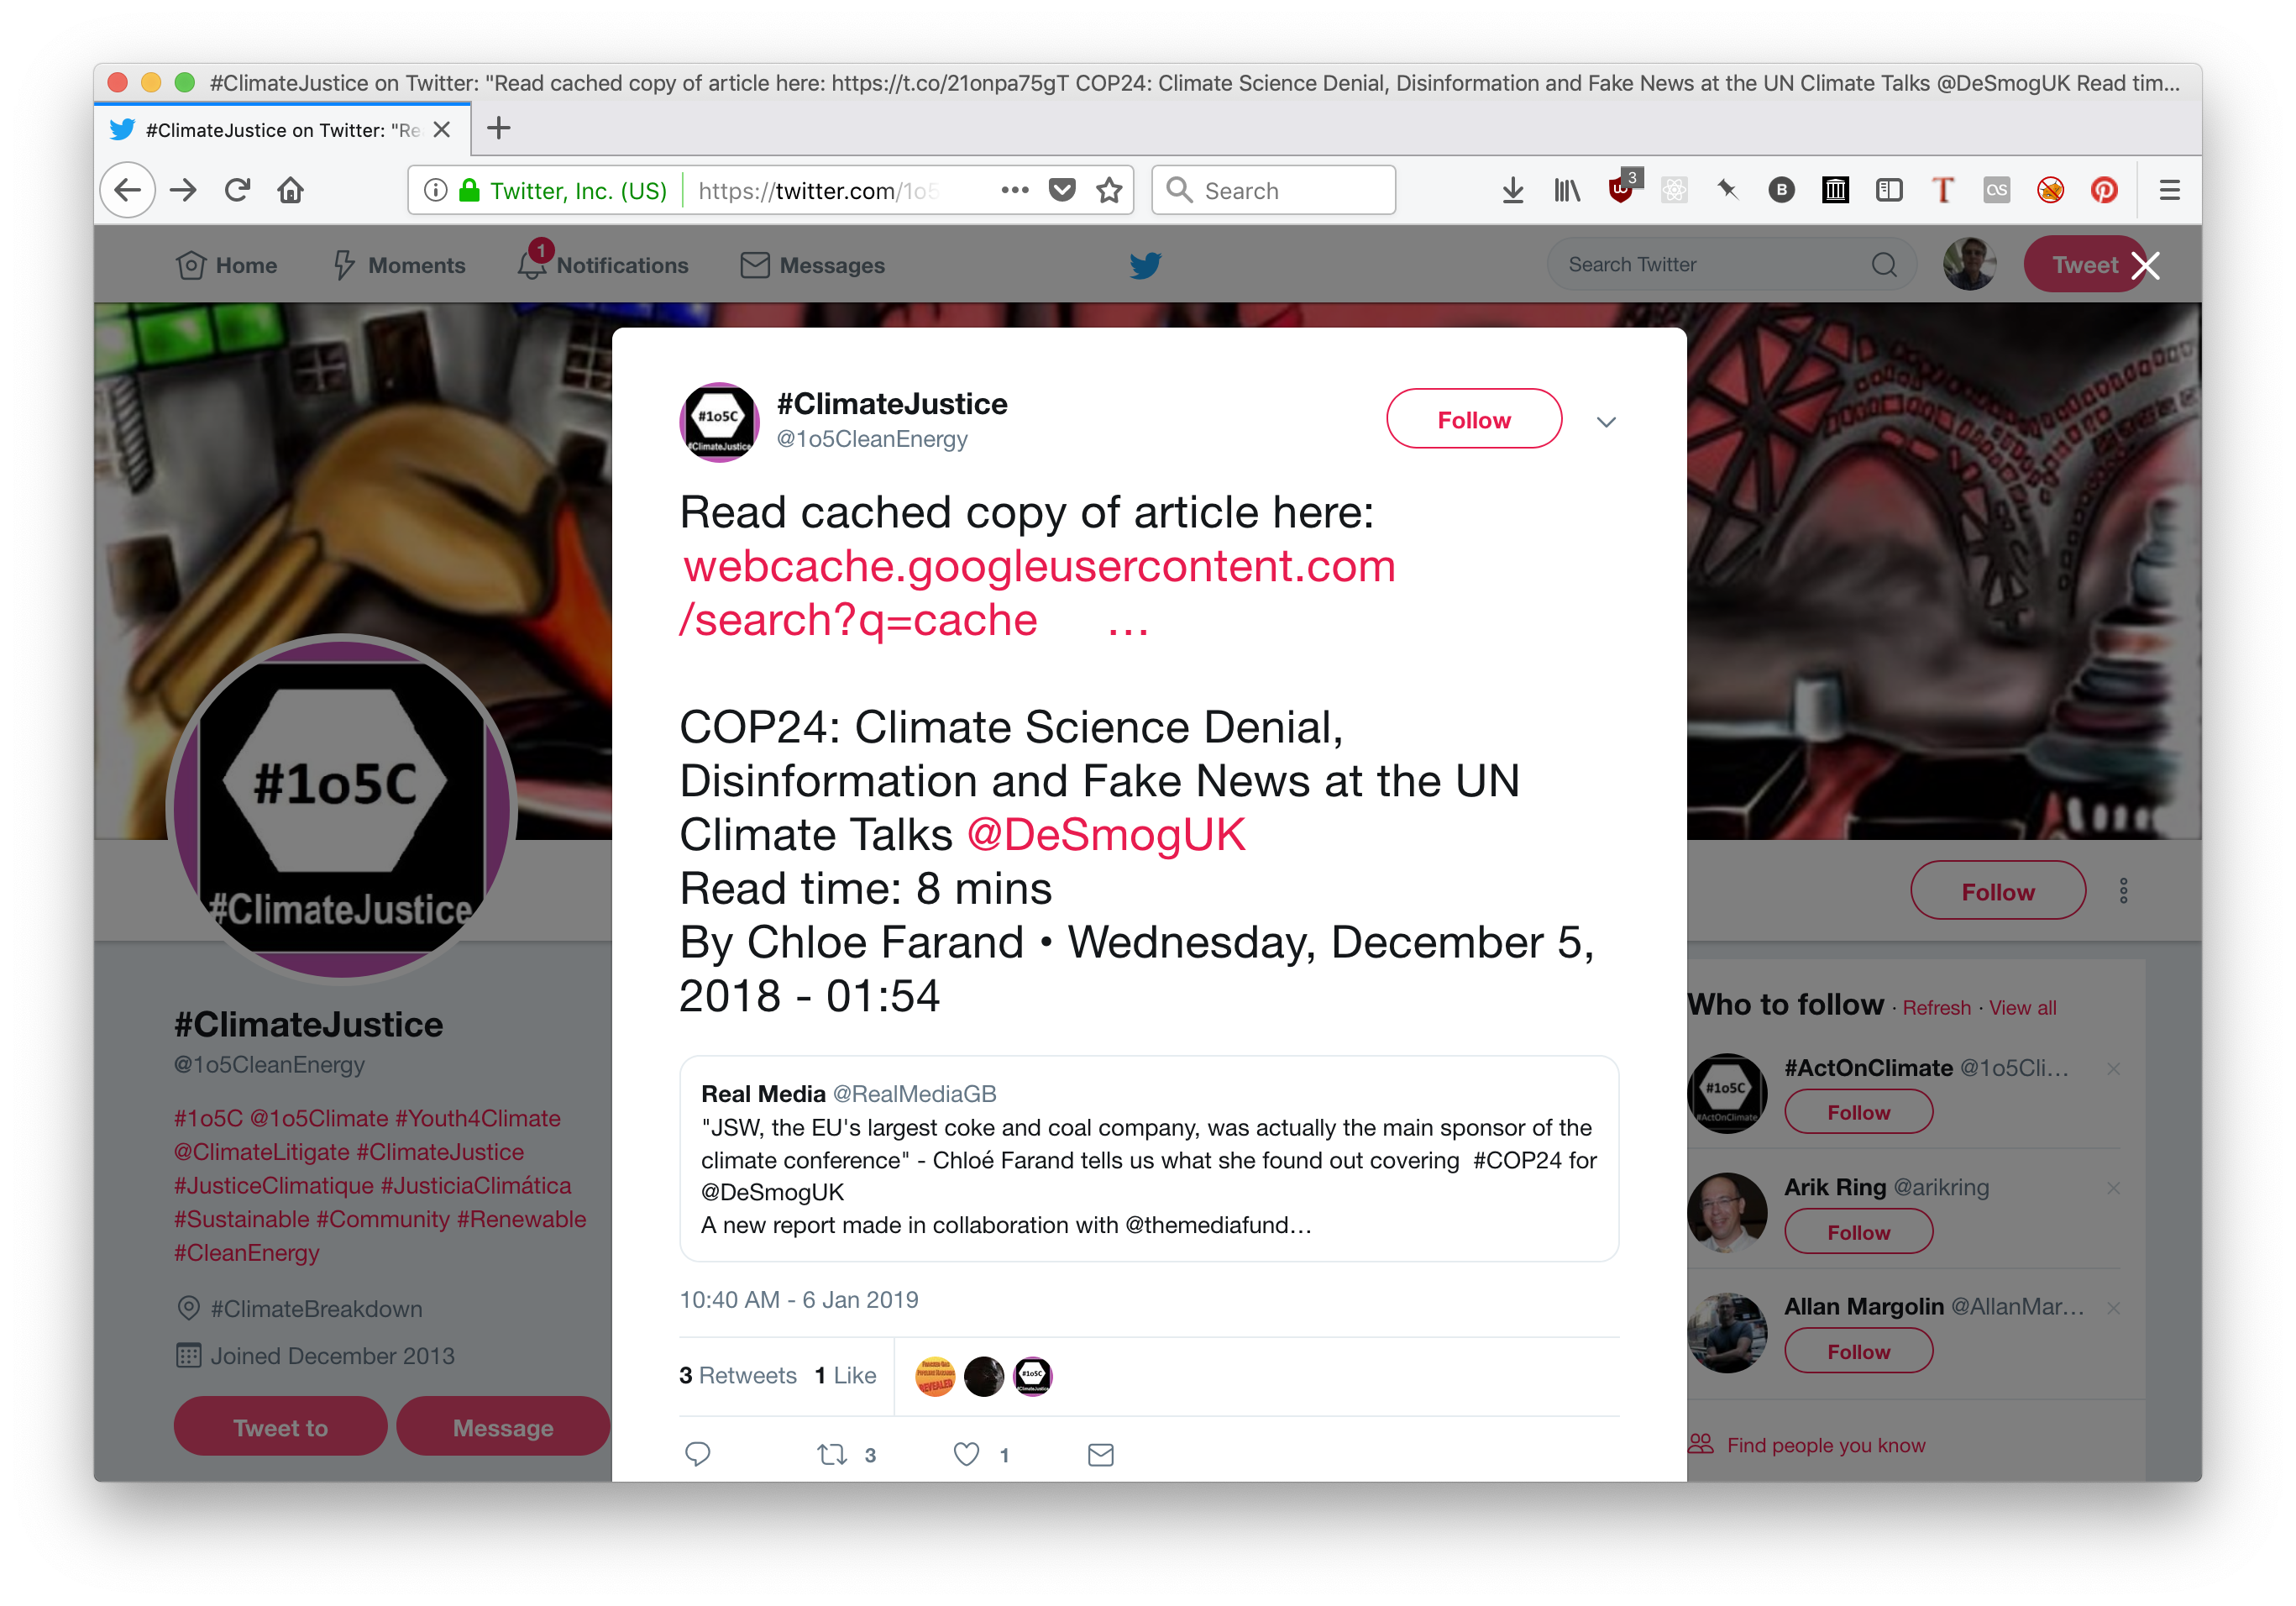 #ClimateJustice on Twitter: "Read cached copy of article here: https://t.co/21onpa75gT COP24: Climate Science Denial, Disinformation and Fake News at the UN Climate Talks @DeSmogUK Read tim...
#ClimateJustice on Twitter: "Re
Twitter, Inc. (US) https://twitter.com/1o5
Search
3
Home
Moments
1
Notifications
Messages
Search Twitter
Tweet
#ClimateJustice
@1o5CleanEnergy
Follow
Read cached copy of article here:
webcache.googleusercontent.com
/search?q=cache …
COP24: Climate Science Denial,
Disinformation and Fake News at the UN
Climate Talks @DeSmogUK
Read time: 8 mins
By Chloe Farand • Wednesday, December 5,
2018 - 01:54
Real Media @RealMediaGB
"JSW, the EU's largest coke and coal company, was actually the main sponsor of the
climate conference" - Chloé Farand tells us what she found out covering #COP24 for
@DeSmogUK
A new report made in collaboration with @themediafund…
10:40 AM - 6 Jan 2019
3 Retweets 1 Like
3
1
#1o5C
#ClimateJustice
#ClimateJustice
@1o5CleanEnergy
#1o5C @1o5Climate #Youth4Climate
@ClimateLitigate #ClimateJustice
#JusticeClimatique #JusticiaClimática
#Sustainable #Community #Renewable
#CleanEnergy
#ClimateBreakdown
Joined December 2013
Tweet to
Message
Follow
Who to follow · Refresh · View all
#ActOnClimate @1o5Cli…
Follow
Arik Ring @arikring
Follow
Allan Margolin @AllanMar…
Follow
Find people you know
#1o5C
#ClimateJustice
#1o5C
#ActOnClimate
REVEALED
#1o5C